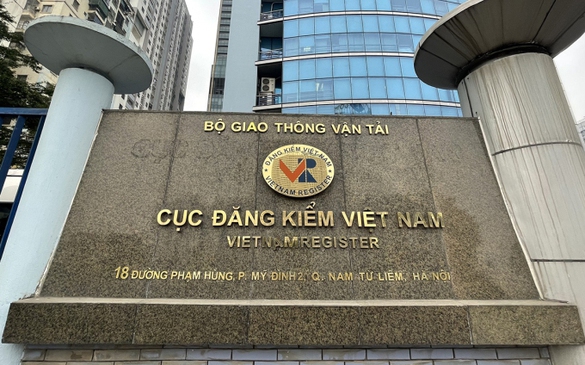 BỘ GIAO THÔNG VẬN TẢI
ĐĂNG KIỂM VIỆT NAM
VR
VIETNAM REGISTER
CỤC ĐĂNG KIỂM VIỆT NAM
VIETNAM REGISTER
18 ĐƯỜNG PHẠM HÙNG, P. MỸ ĐÌNH 2, Q. NAM TỪ LIÊM, HÀ NỘI